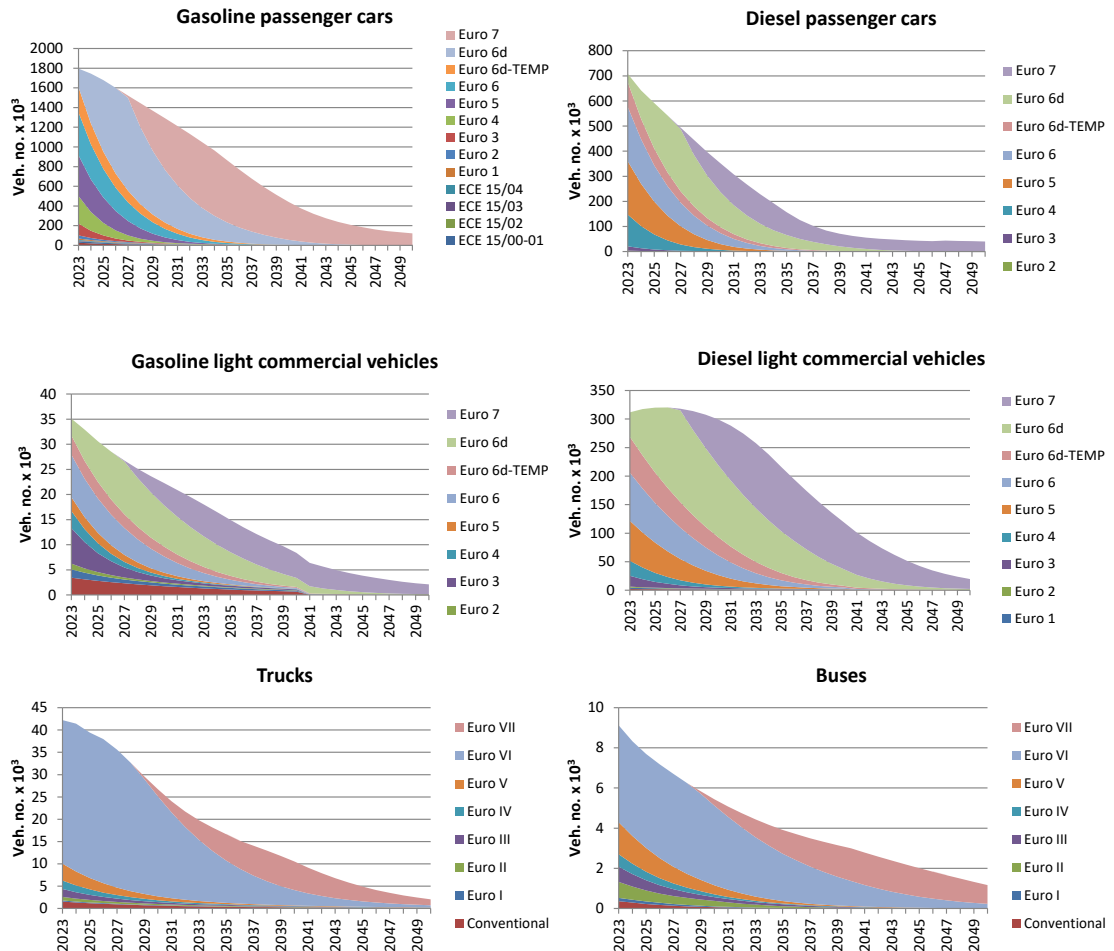 Gasoline passenger cars
Veh. no. x 10³
2000
1800
1600
1400
1200
1000
800
600
400
200
0
2023
2025
2027
2029
2031
2033
2035
2037
2039
2041
2043
2045
2047
2049
Euro 7
Euro 6d
Euro 6d-TEMP
Euro 6
Euro 5
Euro 4
Euro 3
Euro 2
Euro 1
ECE 15/04
ECE 15/03
ECE 15/02
ECE 15/00-01
Diesel passenger cars
Veh. no. x 10³
800
700
600
500
400
300
200
100
0
2023
2025
2027
2029
2031
2033
2035
2037
2039
2041
2043
2045
2047
2049
Euro 7
Euro 6d
Euro 6d-TEMP
Euro 6
Euro 5
Euro 4
Euro 3
Euro 2
Gasoline light commercial vehicles
Veh. no. x 10³
40
35
30
25
20
15
10
5
0
2023
2025
2027
2029
2031
2033
2035
2037
2039
2041
2043
2045
2047
2049
Euro 7
Euro 6d
Euro 6d-TEMP
Euro 6
Euro 5
Euro 4
Euro 3
Euro 2
Diesel light commercial vehicles
Veh. no. x 10³
350
300
250
200
150
100
50
0
2023
2025
2027
2029
2031
2033
2035
2037
2039
2041
2043
2045
2047
2049
Euro 7
Euro 6d
Euro 6d-TEMP
Euro 6
Euro 5
Euro 4
Euro 3
Euro 2
Euro 1
Trucks
Veh. no. x 10³
45
40
35
30
25
20
15
10
5
0
2023
2025
2027
2029
2031
2033
2035
2037
2039
2041
2043
2045
2047
2049
Euro VII
Euro VI
Euro V
Euro IV
Euro III
Euro II
Euro I
Conventional
Buses
Veh. no. x 10³
10
8
6
4
2
0
2023
2025
2027
2029
2031
2033
2035
2037
2039
2041
2043
2045
2047
2049
Euro VII
Euro VI
Euro V
Euro IV
Euro III
Euro II
Euro I
Conventional